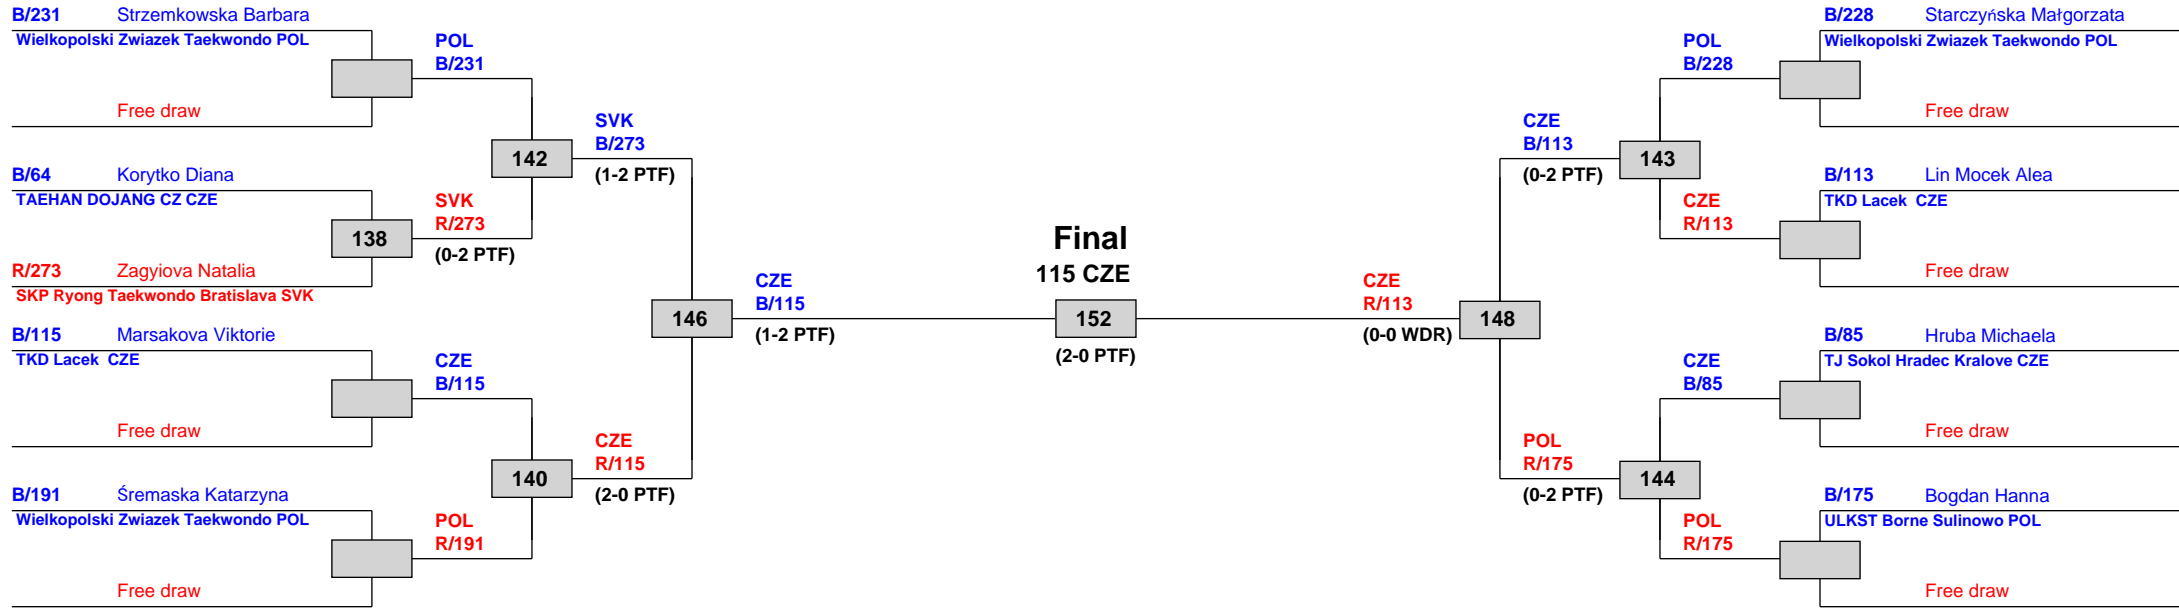 B/231 Strzemkowska Barbara
Wielkopolski Zwiazek Taekwondo POL
Free draw
POL
B/231
B/64 Korytko Diana
TAEHAN DOJANG CZ CZE
138
R/273 Zagyiova Natalia
SKP Ryong Taekwondo Bratislava SVK
SVK
R/273
(0-2 PTF)
142
SVK
B/273
(1-2 PTF)
B/115 Marsakova Viktorie
TKD Lacek CZE
Free draw
CZE
B/115
B/191 Śremaska Katarzyna
Wielkopolski Zwiazek Taekwondo POL
Free draw
POL
R/191
140
CZE
R/115
(2-0 PTF)
146
CZE
B/115
(1-2 PTF)
Final
115 CZE
152
(2-0 PTF)
CZE
R/113
(0-0 WDR)
148
CZE
B/113
(0-2 PTF)
143
POL
B/228
B/228 Starczyńska Małgorzata
Wielkopolski Zwiazek Taekwondo POL
Free draw
CZE
R/113
B/113 Lin Mocek Alea
TKD Lacek CZE
Free draw
POL
R/175
(0-2 PTF)
144
CZE
B/85
B/85 Hruba Michaela
TJ Sokol Hradec Kralove CZE
Free draw
POL
R/175
B/175 Bogdan Hanna
ULKST Borne Sulinowo POL
Free draw